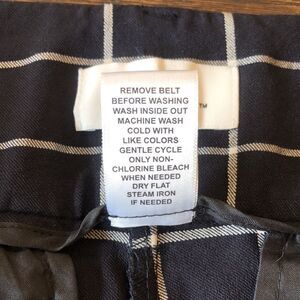 REMOVE BELT
BEFORE WASHING
WASH INSIDE OUT
MACHINE WASH
COLD WITH
LIKE COLORS
GENTLE CYCLE
ONLY NON-
CHLORINE BLEACH
WHEN NEEDED
DRY FLAT
STEAM IRON
IF NEEDED
™